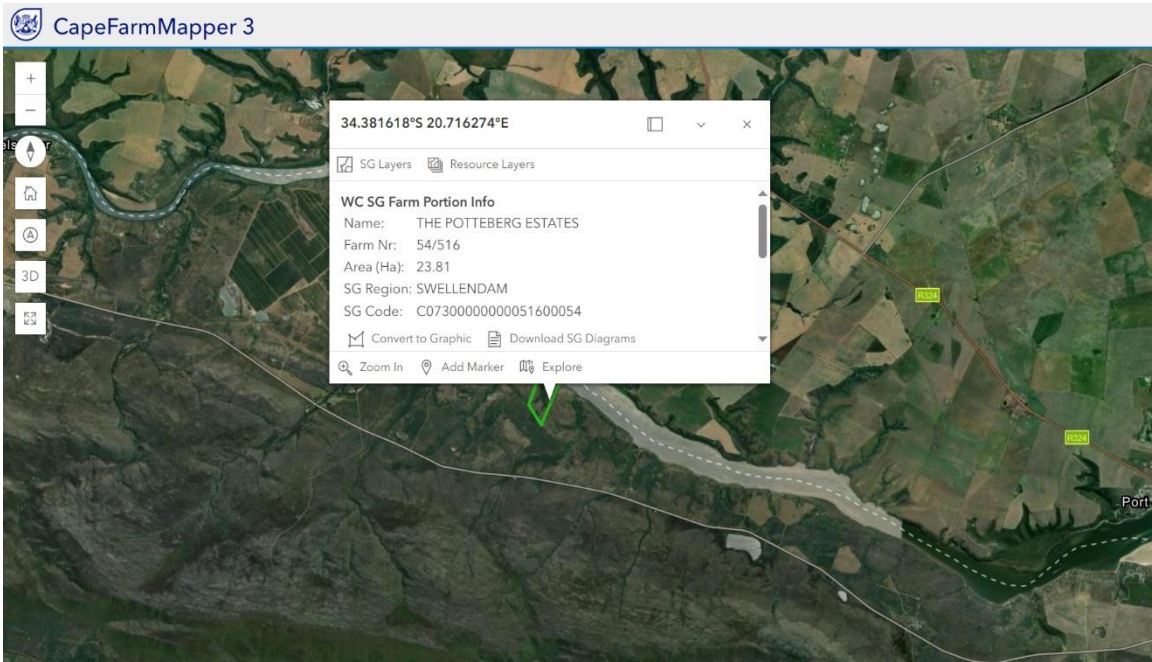 CapeFarmMapper 3
+
−
34.381618°S 20.716274°E
SG Layers Resource Layers
WC SG Farm Portion Info
Name: THE POTTEBERG ESTATES
Farm Nr: 54/516
Area (Ha): 23.81
SG Region: SWELLENDAM
SG Code: C07300000000051600054
Convert to Graphic Download SG Diagrams
Zoom In Add Marker Explore
A
3D
R324
R324
Port